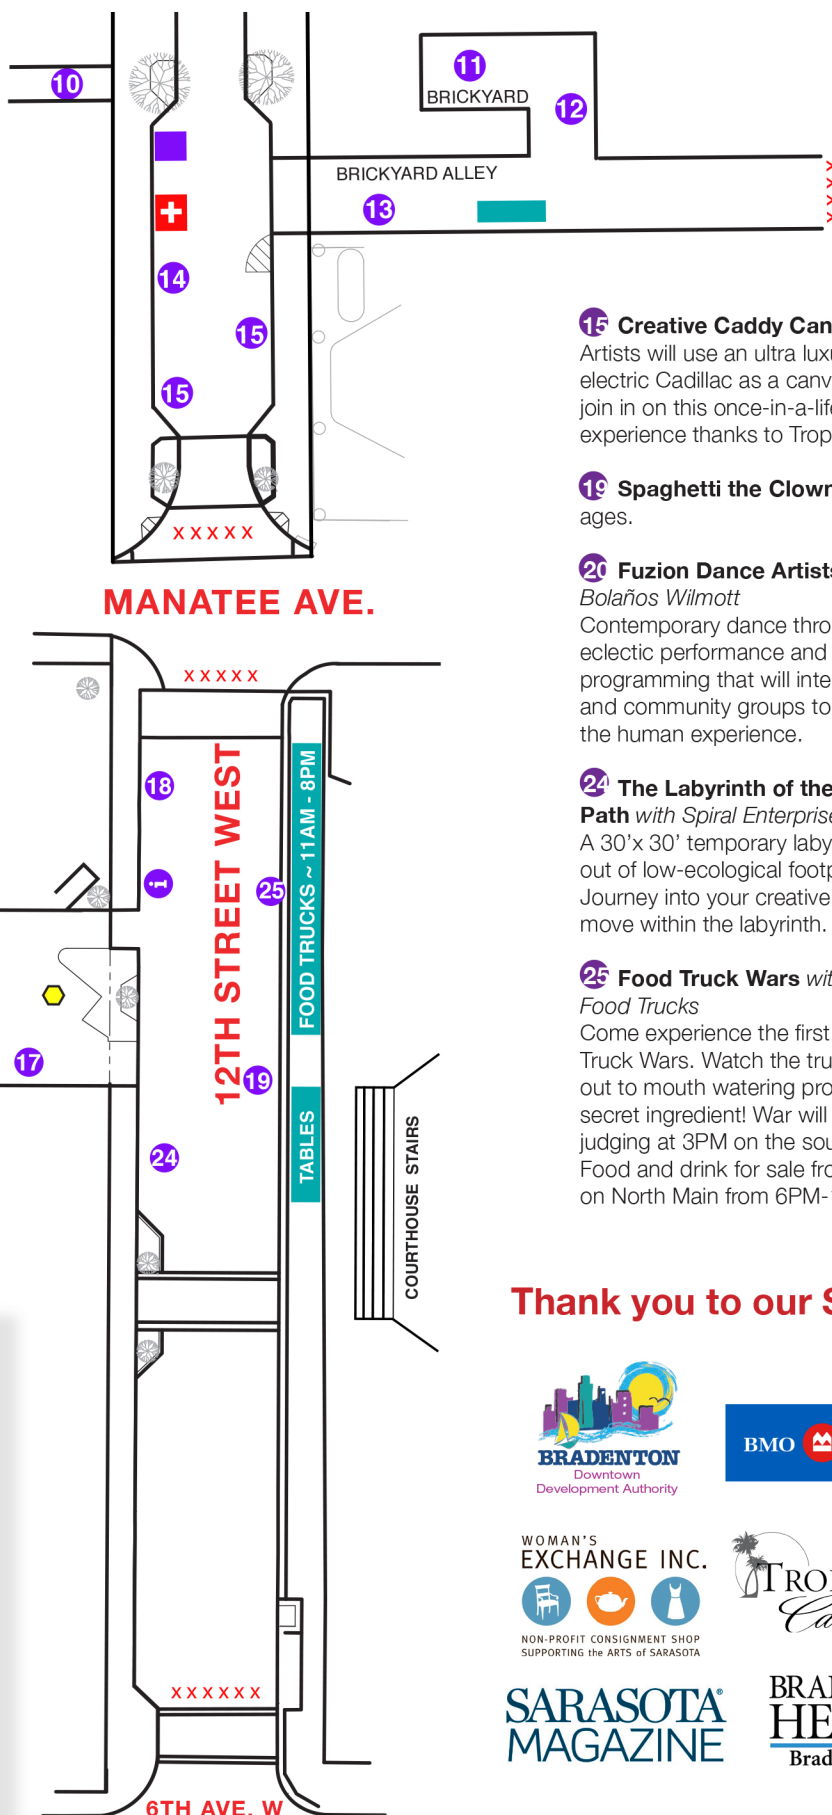 10
11
BRICKYARD
12
BRICKYARD ALLEY
13
14
15
15
X X X X X
MANATEE AVE.
X X X X X
18
12TH STREET WEST
FOOD TRUCKS ~ 11AM - 8PM
i
25
17
19
TABLES
24
COURTHOUSE STAIRS
X X X X X X
6TH AVE. W
15 Creative Caddy Can
Artists will use an ultra lux
electric Cadillac as a canv
join in on this once-in-a-life
experience thanks to Trop
19 Spaghetti the Clown
ages.
20 Fuzion Dance Artists
Bolaños Wilmott
Contemporary dance thro
eclectic performance and
programming that will inte
and community groups to
the human experience.
24 The Labyrinth of the
Path with Spiral Enterprise
A 30’x 30’ temporary laby
out of low-ecological footp
Journey into your creative
move within the labyrinth.
25 Food Truck Wars wit
Food Trucks
Come experience the first
Truck Wars. Watch the tru
out to mouth watering pro
secret ingredient! War will
judging at 3PM on the sou
Food and drink for sale fro
on North Main from 6PM-
Thank you to our S
BRADENTON
Downtown
Development Authority
BMO
WOMAN'S
EXCHANGE INC.
NON-PROFIT CONSIGNMENT SHOP
SUPPORTING the ARTS of SARASOTA
TRO
Ca
SARASOTA®
MAGAZINE
BRA
HE
Brad